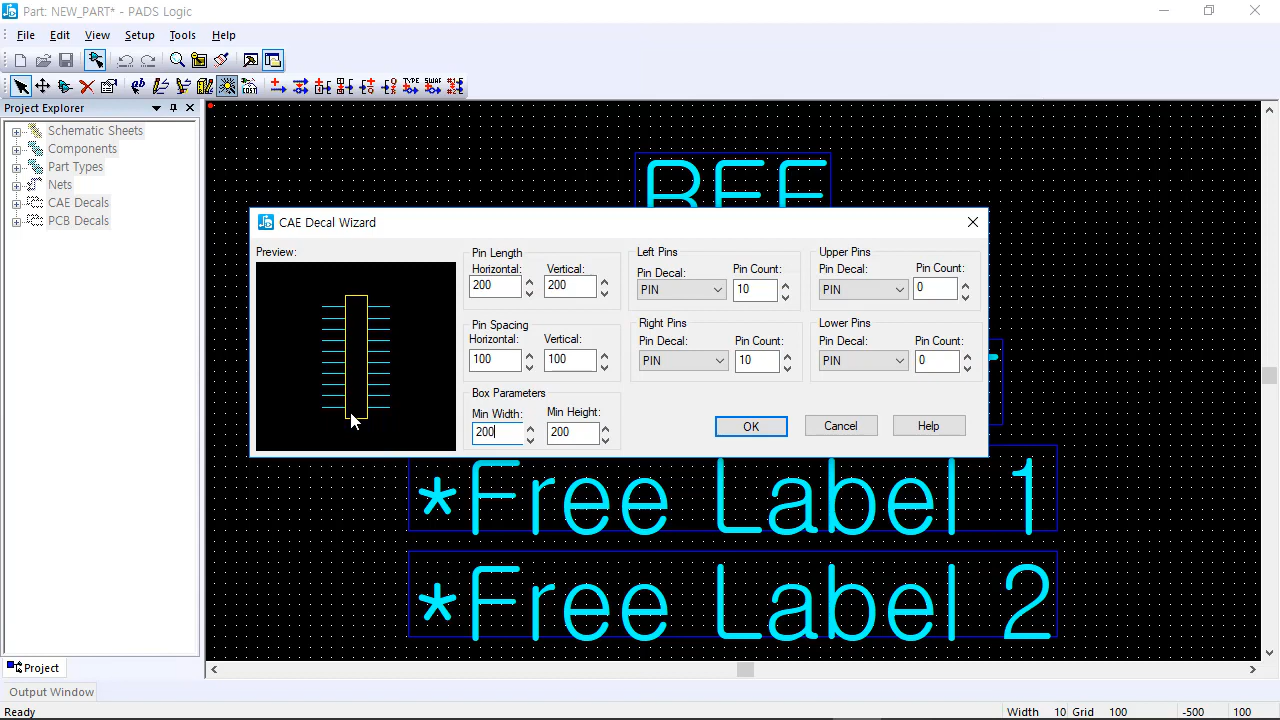 Part: NEW_PART* - PADS Logic
File Edit View Setup Tools Help
TYPE SWAF
Project Explorer
Schematic Sheets
Components
Part Types
Nets
CAE Decals
PCB Decals
REF
CAE Decal Wizard
Preview:
Pin Length
Horizontal: Vertical:
200 200
Pin Spacing
Horizontal: Vertical:
100 100
Box Parameters
Min Width: Min Height:
200 200
Left Pins
Pin Decal: Pin Count:
PIN 10
Right Pins
Pin Decal: Pin Count:
PIN 10
Upper Pins
Pin Decal: Pin Count:
PIN 0
Lower Pins
Pin Decal: Pin Count:
PIN 0
OK Cancel Help
*Free Label 1
*Free Label 2
Project
Output Window
Ready
Width 10 Grid 100 -500 100